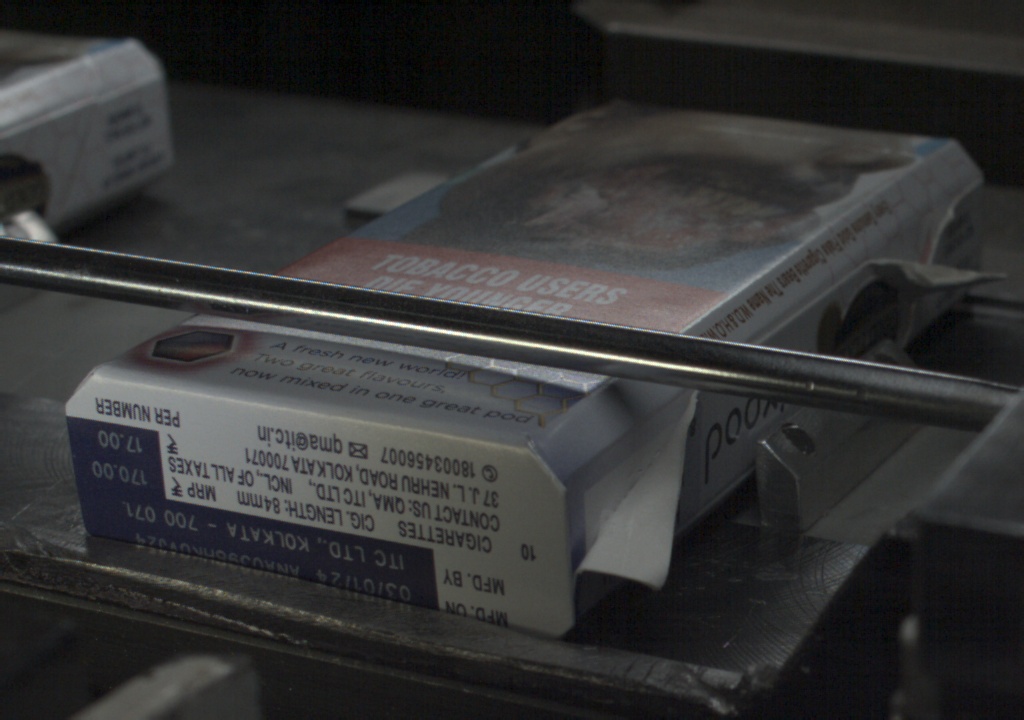 TOBACCO USERS
DIE YOUNGER
A fresh new world!
Two great flavours,
now mixed in one great pod
MFD. ON 03/01/24
MFD. BY ITC LTD., KOLKATA - 700 071.
10 CIGARETTES CIG. LENGTH: 84mm MRP ₹ 170.00
CONTACT US: QMA, ITC LTD., INCL. OF ALL TAXES
37 J. L. NEHRU ROAD, KOLKATA 700071 ₹ 17.00
18003456007 qma@itc.in PER NUMBER